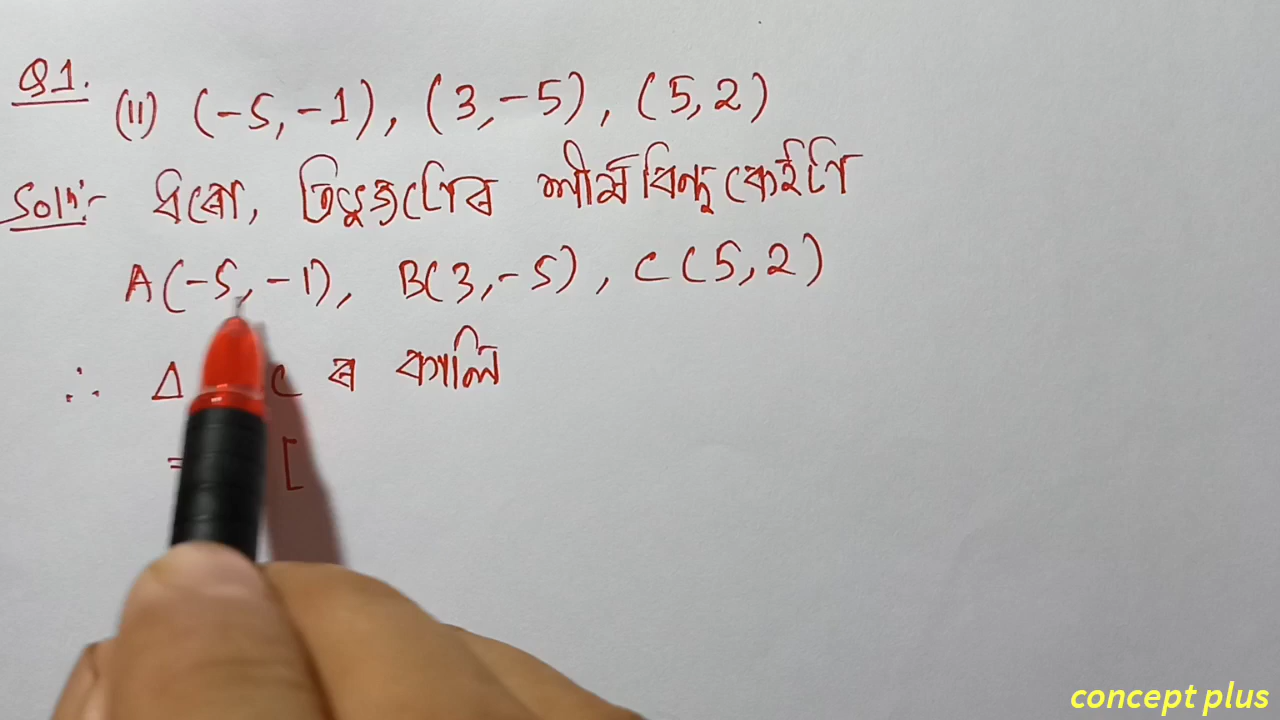 Q1. (ii) (-5, -1), (3, -5), (5, 2)
Soln:- ধৰো, ত্ৰিভুজটোৰ শীৰ্ষবিন্দু কেইটা
A(-5, -1), B(3, -5), C(5, 2)
∴ Δ C ৰ কালি
= [
concept plus